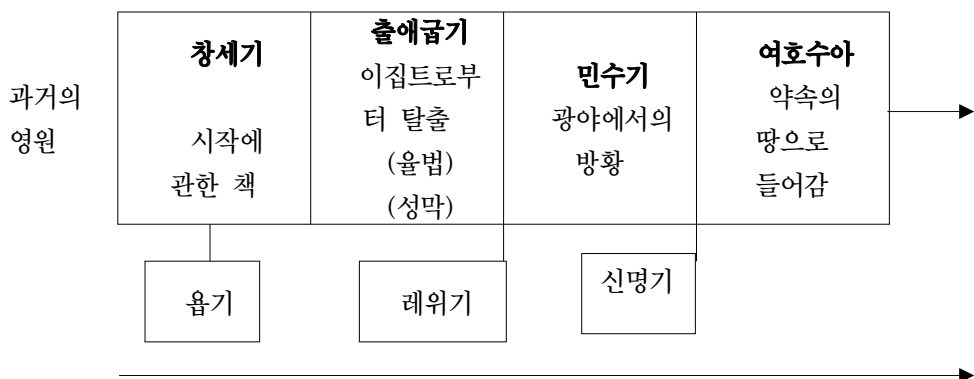 과거의
영원
창세기
시작에
관한 책
출애굽기
이집트로부
터 탈출
(율법)
(성막)
민수기
광야에서의
방황
여호수아
약속의
땅으로
들어감
욥기
레위기
신명기